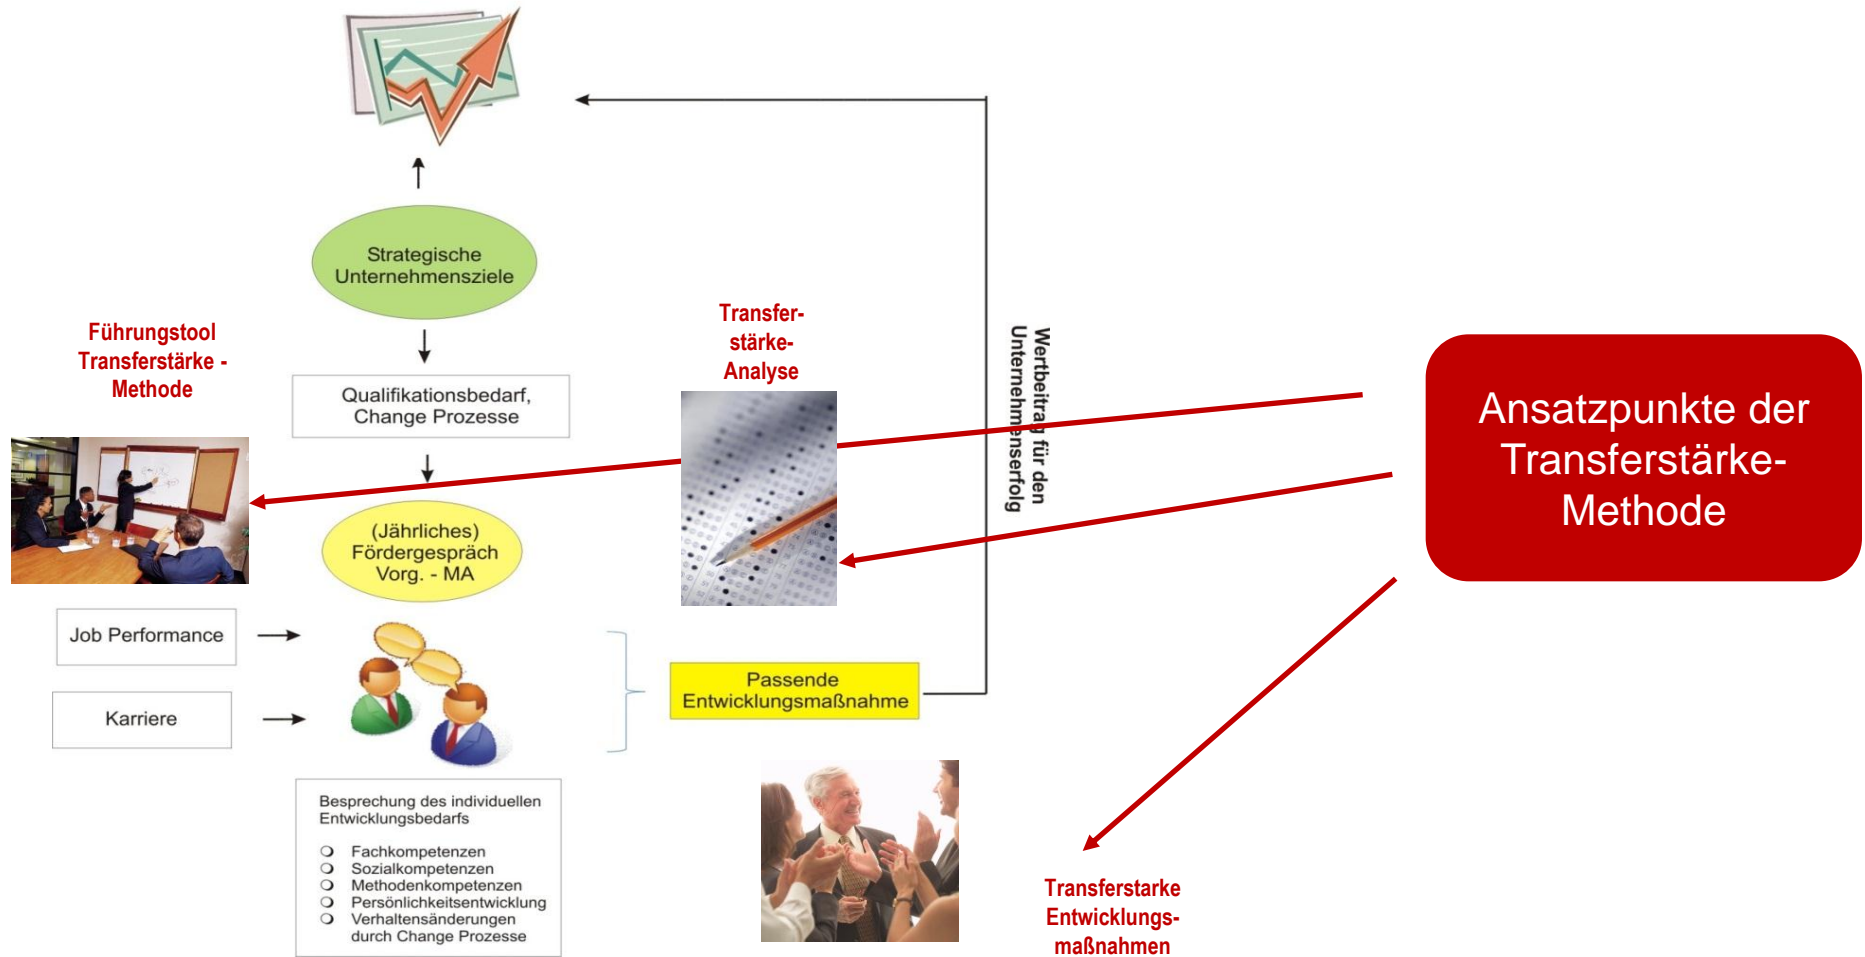 Strategische
Unternehmensziele
Führungstool
Transferstärke -
Methode
Transfer-
stärke-
Analyse
Wertbeitrag für den
Unternehmenserfolg
Qualifikationsbedarf,
Change Prozesse
Ansatzpunkte der
Transferstärke-
Methode
(Jährliches)
Fördergespräch
Vorg. - MA
Job Performance
Karriere
Passende
Entwicklungsmaßnahme
Besprechung des individuellen
Entwicklungsbedarfs
Fachkompetenzen
Sozialkompetenzen
Methodenkompetenzen
Persönlichkeitsentwicklung
Verhaltensänderungen
durch Change Prozesse
Transferstarke
Entwicklungs-
maßnahmen